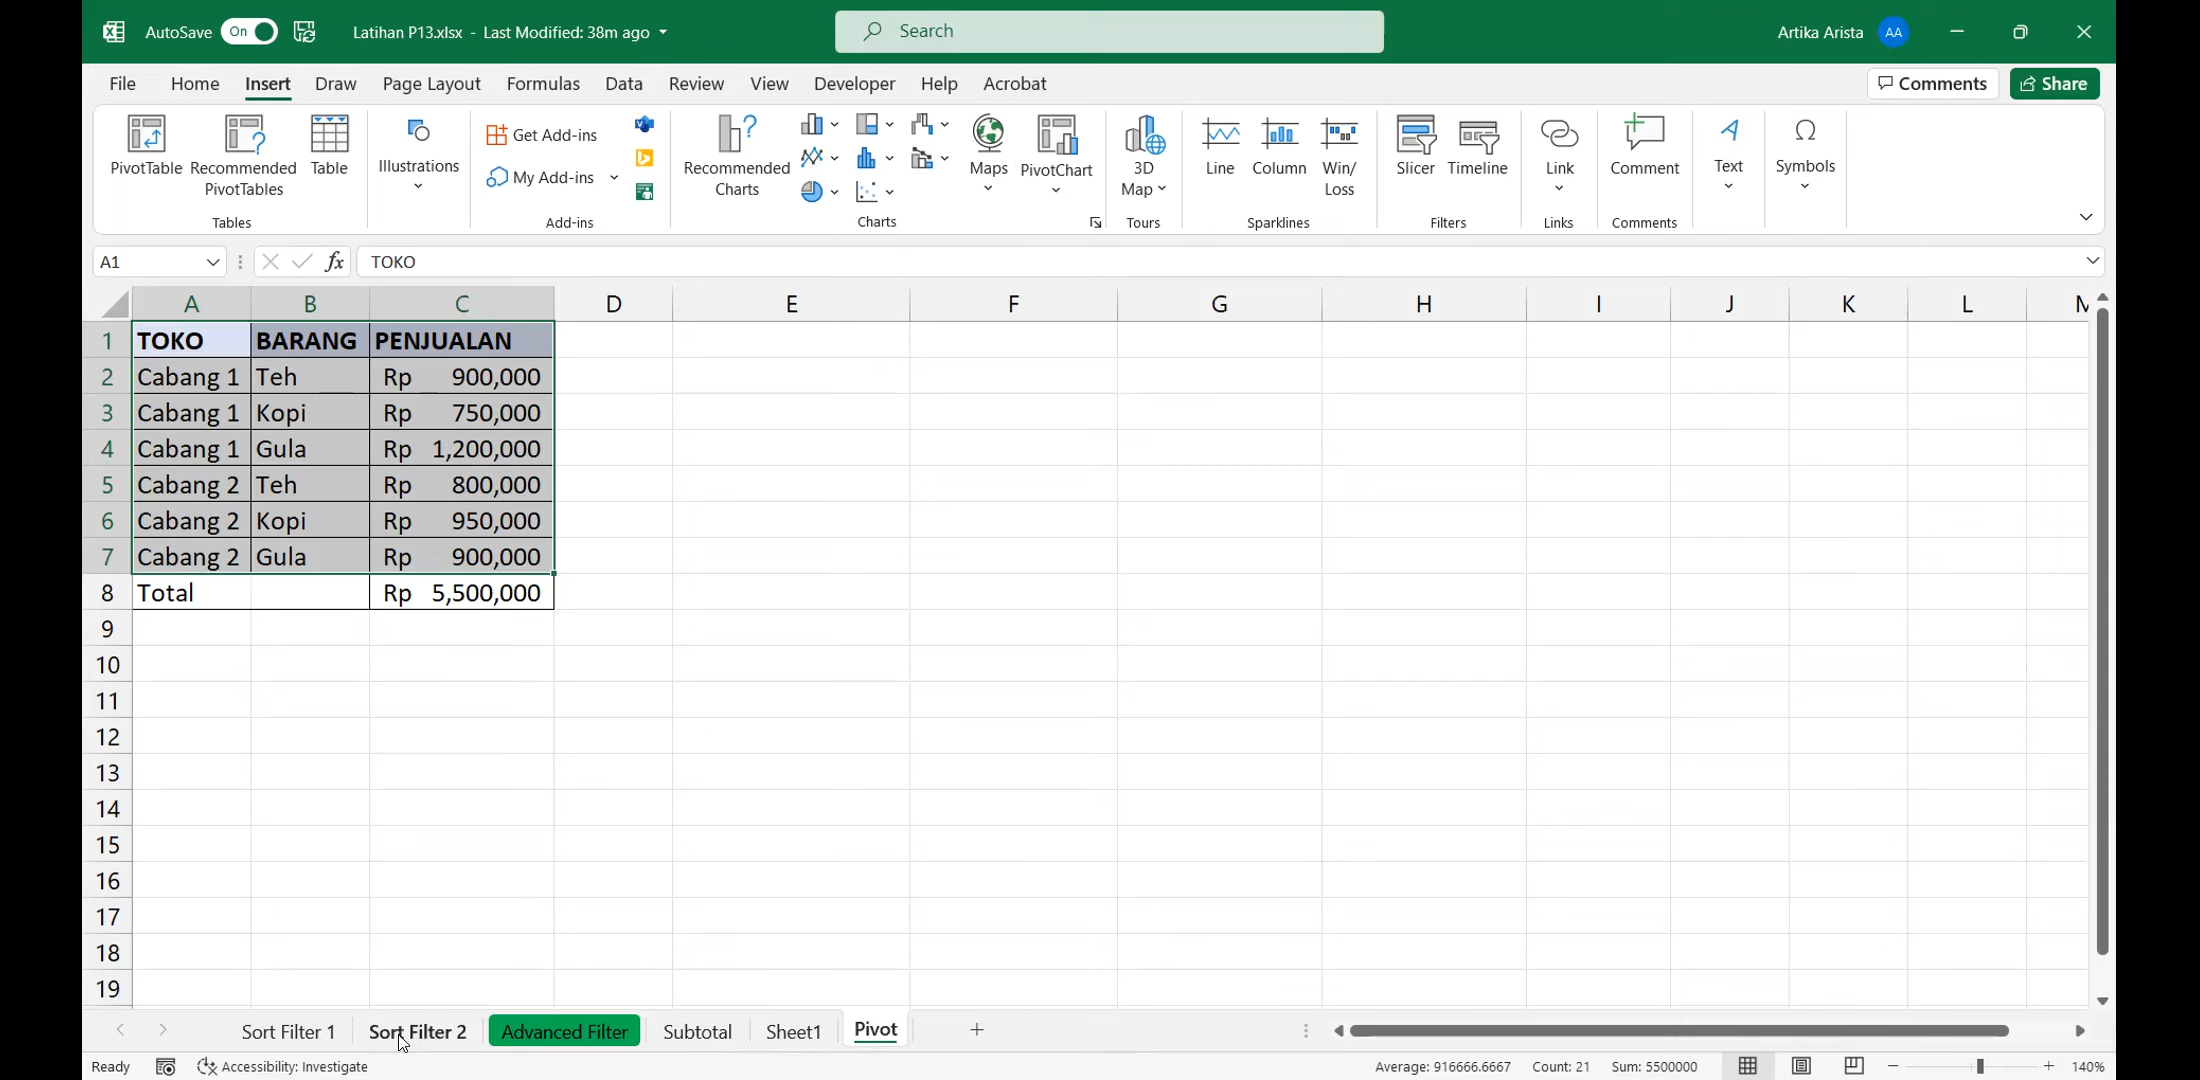 AutoSave On Latihan P13.xlsx - Last Modified: 38m ago Search Artika Arista AA
File Home Insert Draw Page Layout Formulas Data Review View Developer Help Acrobat Comments Share
PivotTable Recommended PivotTables Table Illustrations Get Add-ins My Add-ins Recommended Charts Maps PivotChart 3D Map Line Column Win/Loss Slicer Timeline Link Comment Text Symbols
Tables Add-ins Charts Tours Sparklines Filters Links Comments
A1 fx TOKO
A B C D E F G H I J K L M
1 TOKO BARANG PENJUALAN
2 Cabang 1 Teh Rp 900,000
3 Cabang 1 Kopi Rp 750,000
4 Cabang 1 Gula Rp 1,200,000
5 Cabang 2 Teh Rp 800,000
6 Cabang 2 Kopi Rp 950,000
7 Cabang 2 Gula Rp 900,000
8 Total Rp 5,500,000
9
10
11
12
13
14
15
16
17
18
19
Sort Filter 1 Sort Filter 2 Advanced Filter Subtotal Sheet1 Pivot
Ready Accessibility: Investigate Average: 916666.6667 Count: 21 Sum: 5500000 140%